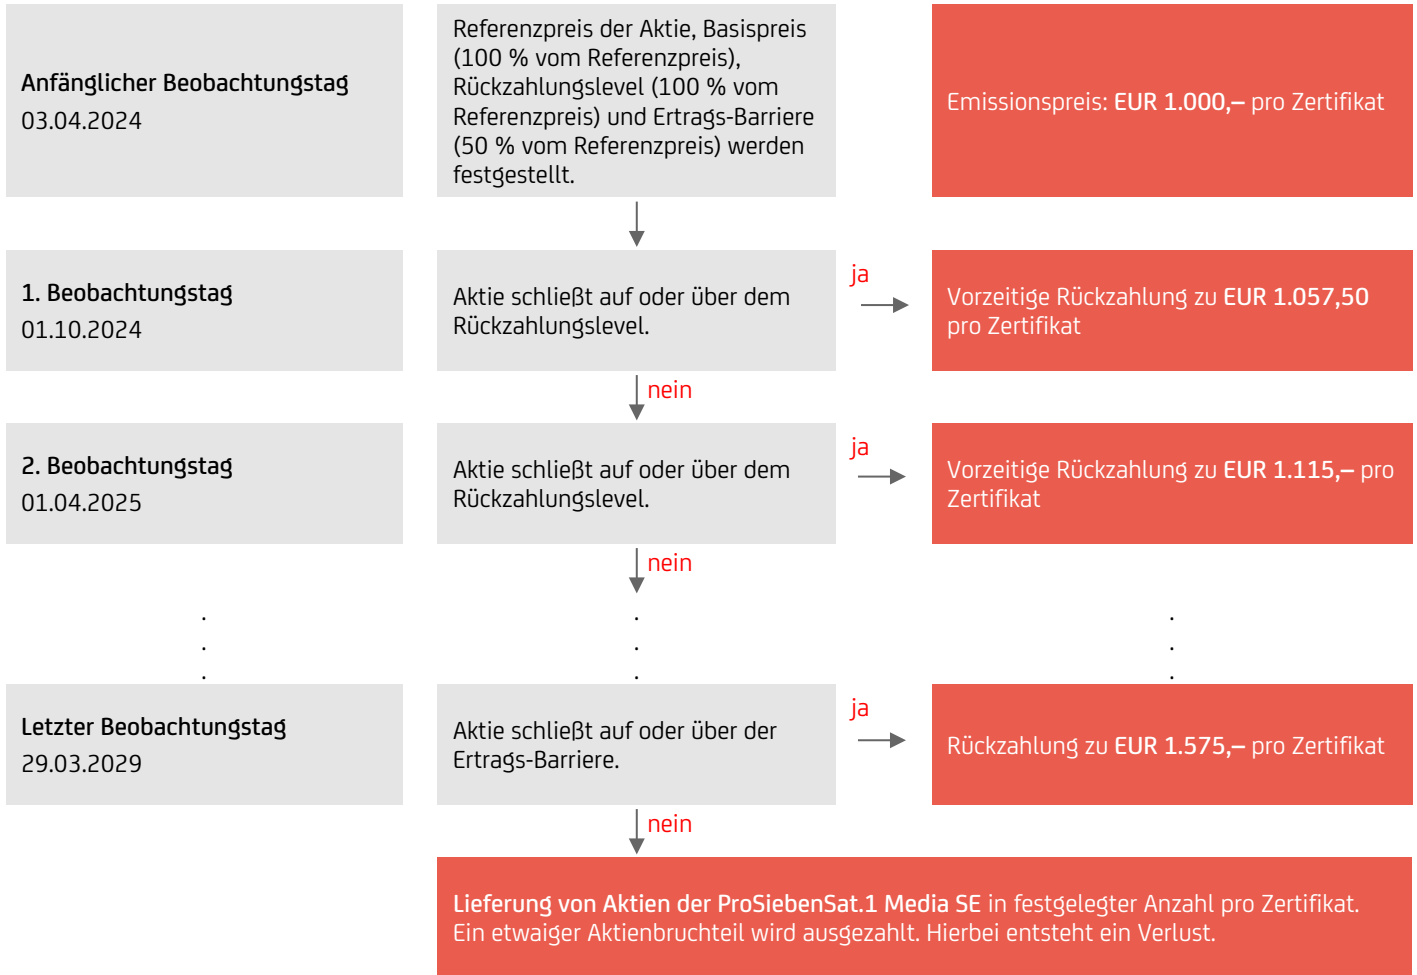 Anfänglicher Beobachtungstag
03.04.2024
Referenzpreis der Aktie, Basispreis
(100 % vom Referenzpreis),
Rückzahlungslevel (100 % vom
Referenzpreis) und Ertrags-Barriere
(50 % vom Referenzpreis) werden
festgestellt.
Emissionspreis: EUR 1.000,– pro Zertifikat
1. Beobachtungstag
01.10.2024
Aktie schließt auf oder über dem
Rückzahlungslevel.
ja
Vorzeitige Rückzahlung zu EUR 1.057,50
pro Zertifikat
nein
2. Beobachtungstag
01.04.2025
Aktie schließt auf oder über dem
Rückzahlungslevel.
ja
Vorzeitige Rückzahlung zu EUR 1.115,– pro
Zertifikat
nein
. . .
. . .
. . .
Letzter Beobachtungstag
29.03.2029
Aktie schließt auf oder über der
Ertrags-Barriere.
ja
Rückzahlung zu EUR 1.575,– pro Zertifikat
nein
Lieferung von Aktien der ProSiebenSat.1 Media SE in festgelegter Anzahl pro Zertifikat.
Ein etwaiger Aktienbruchteil wird ausgezahlt. Hierbei entsteht ein Verlust.